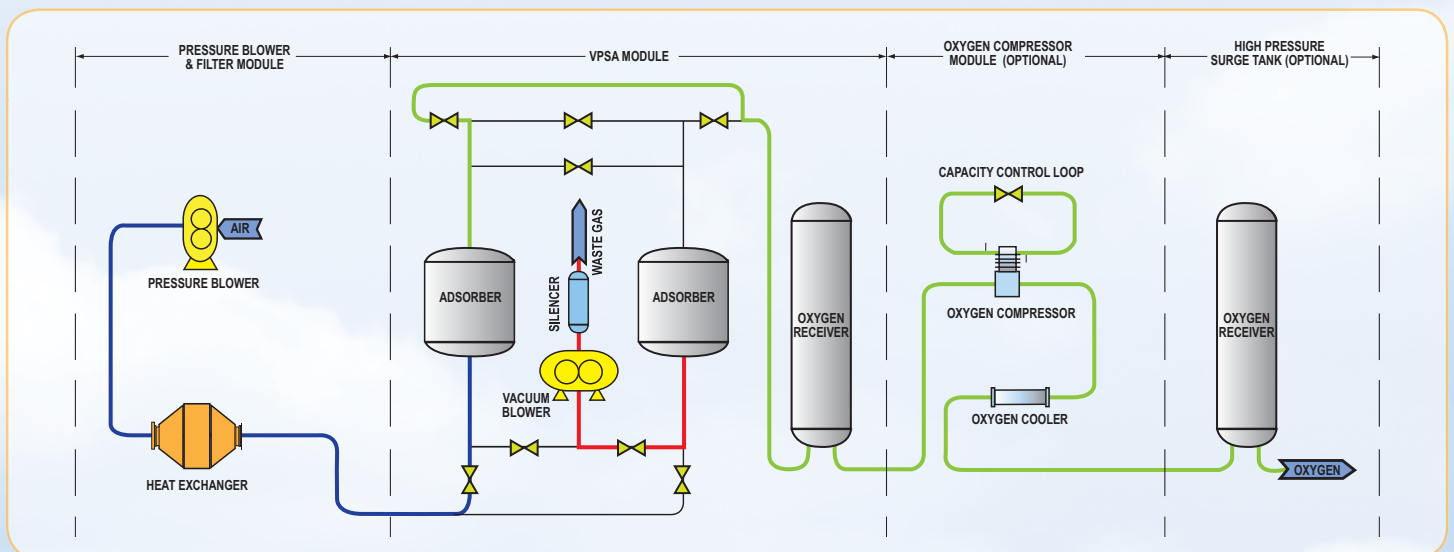 PRESSURE BLOWER
& FILTER MODULE
VPSA MODULE
OXYGEN COMPRESSOR
MODULE (OPTIONAL)
HIGH PRESSURE
SURGE TANK (OPTIONAL)
AIR
PRESSURE BLOWER
HEAT EXCHANGER
ADSORBER
WASTE GAS
SILENCER
VACUUM
BLOWER
ADSORBER
OXYGEN
RECEIVER
CAPACITY CONTROL LOOP
OXYGEN COMPRESSOR
OXYGEN COOLER
OXYGEN
RECEIVER
OXYGEN